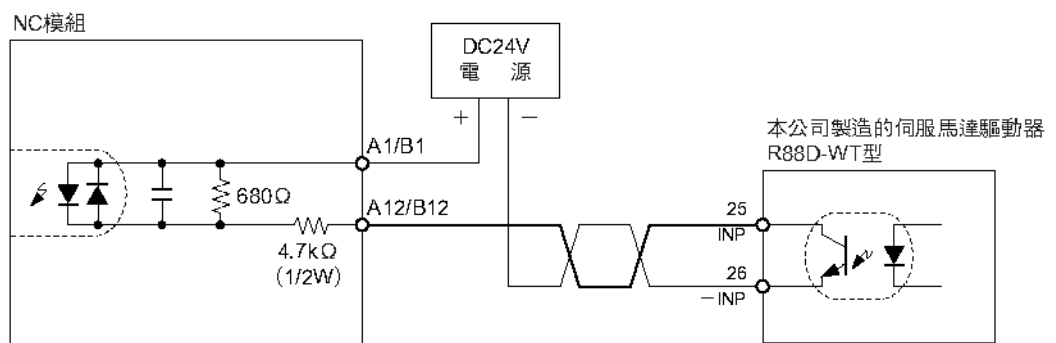 NC模組
DC24V
電 源
+ −
本公司製造的伺服馬達驅動器
R88D-WT型
A1/B1
680Ω
A12/B12
4.7kΩ
(1/2W)
25
INP
26
−INP